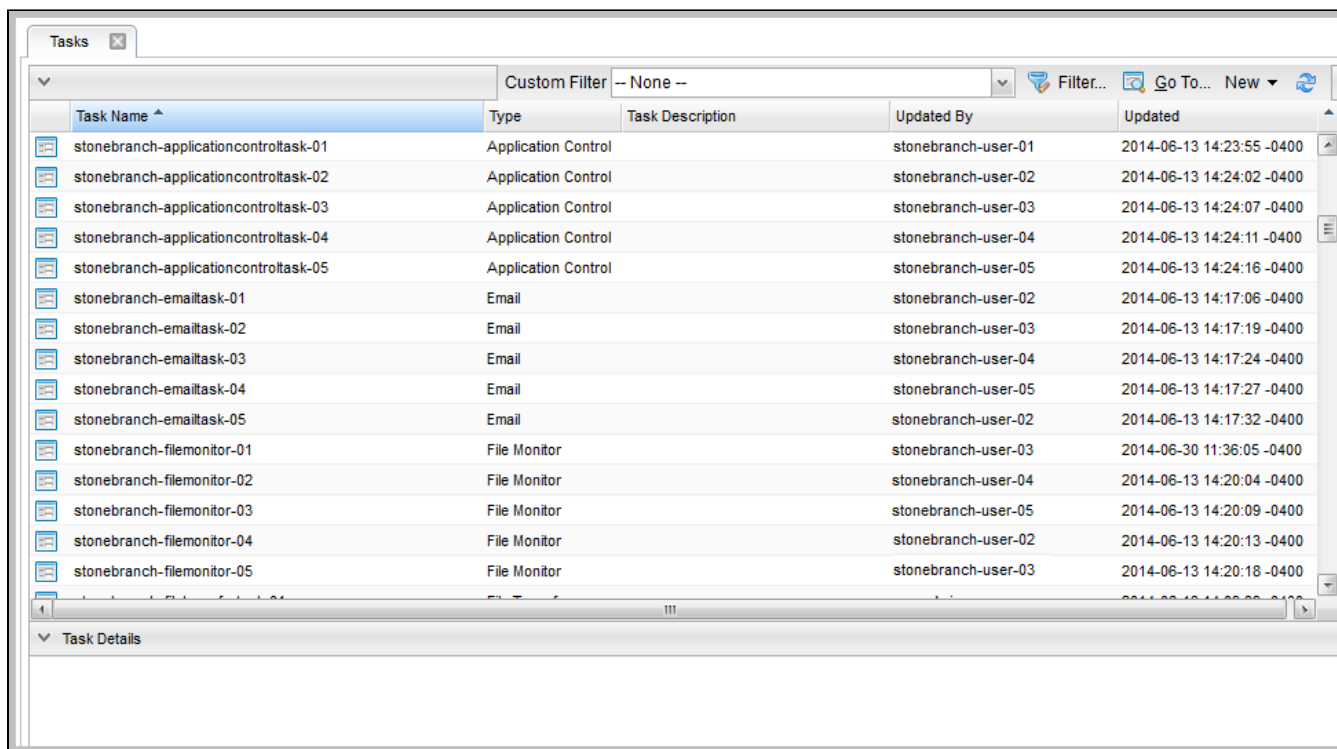 Tasks
Custom Filter -- None -- Filter... Go To... New
Task Name Type Task Description Updated By Updated
stonebranch-applicationcontroltask-01 Application Control stonebranch-user-01 2014-06-13 14:23:55 -0400
stonebranch-applicationcontroltask-02 Application Control stonebranch-user-02 2014-06-13 14:24:02 -0400
stonebranch-applicationcontroltask-03 Application Control stonebranch-user-03 2014-06-13 14:24:07 -0400
stonebranch-applicationcontroltask-04 Application Control stonebranch-user-04 2014-06-13 14:24:11 -0400
stonebranch-applicationcontroltask-05 Application Control stonebranch-user-05 2014-06-13 14:24:16 -0400
stonebranch-emailtask-01 Email stonebranch-user-02 2014-06-13 14:17:06 -0400
stonebranch-emailtask-02 Email stonebranch-user-03 2014-06-13 14:17:19 -0400
stonebranch-emailtask-03 Email stonebranch-user-04 2014-06-13 14:17:24 -0400
stonebranch-emailtask-04 Email stonebranch-user-05 2014-06-13 14:17:27 -0400
stonebranch-emailtask-05 Email stonebranch-user-02 2014-06-13 14:17:32 -0400
stonebranch-filemonitor-01 File Monitor stonebranch-user-03 2014-06-30 11:36:05 -0400
stonebranch-filemonitor-02 File Monitor stonebranch-user-04 2014-06-13 14:20:04 -0400
stonebranch-filemonitor-03 File Monitor stonebranch-user-05 2014-06-13 14:20:09 -0400
stonebranch-filemonitor-04 File Monitor stonebranch-user-02 2014-06-13 14:20:13 -0400
stonebranch-filemonitor-05 File Monitor stonebranch-user-03 2014-06-13 14:20:18 -0400
Task Details